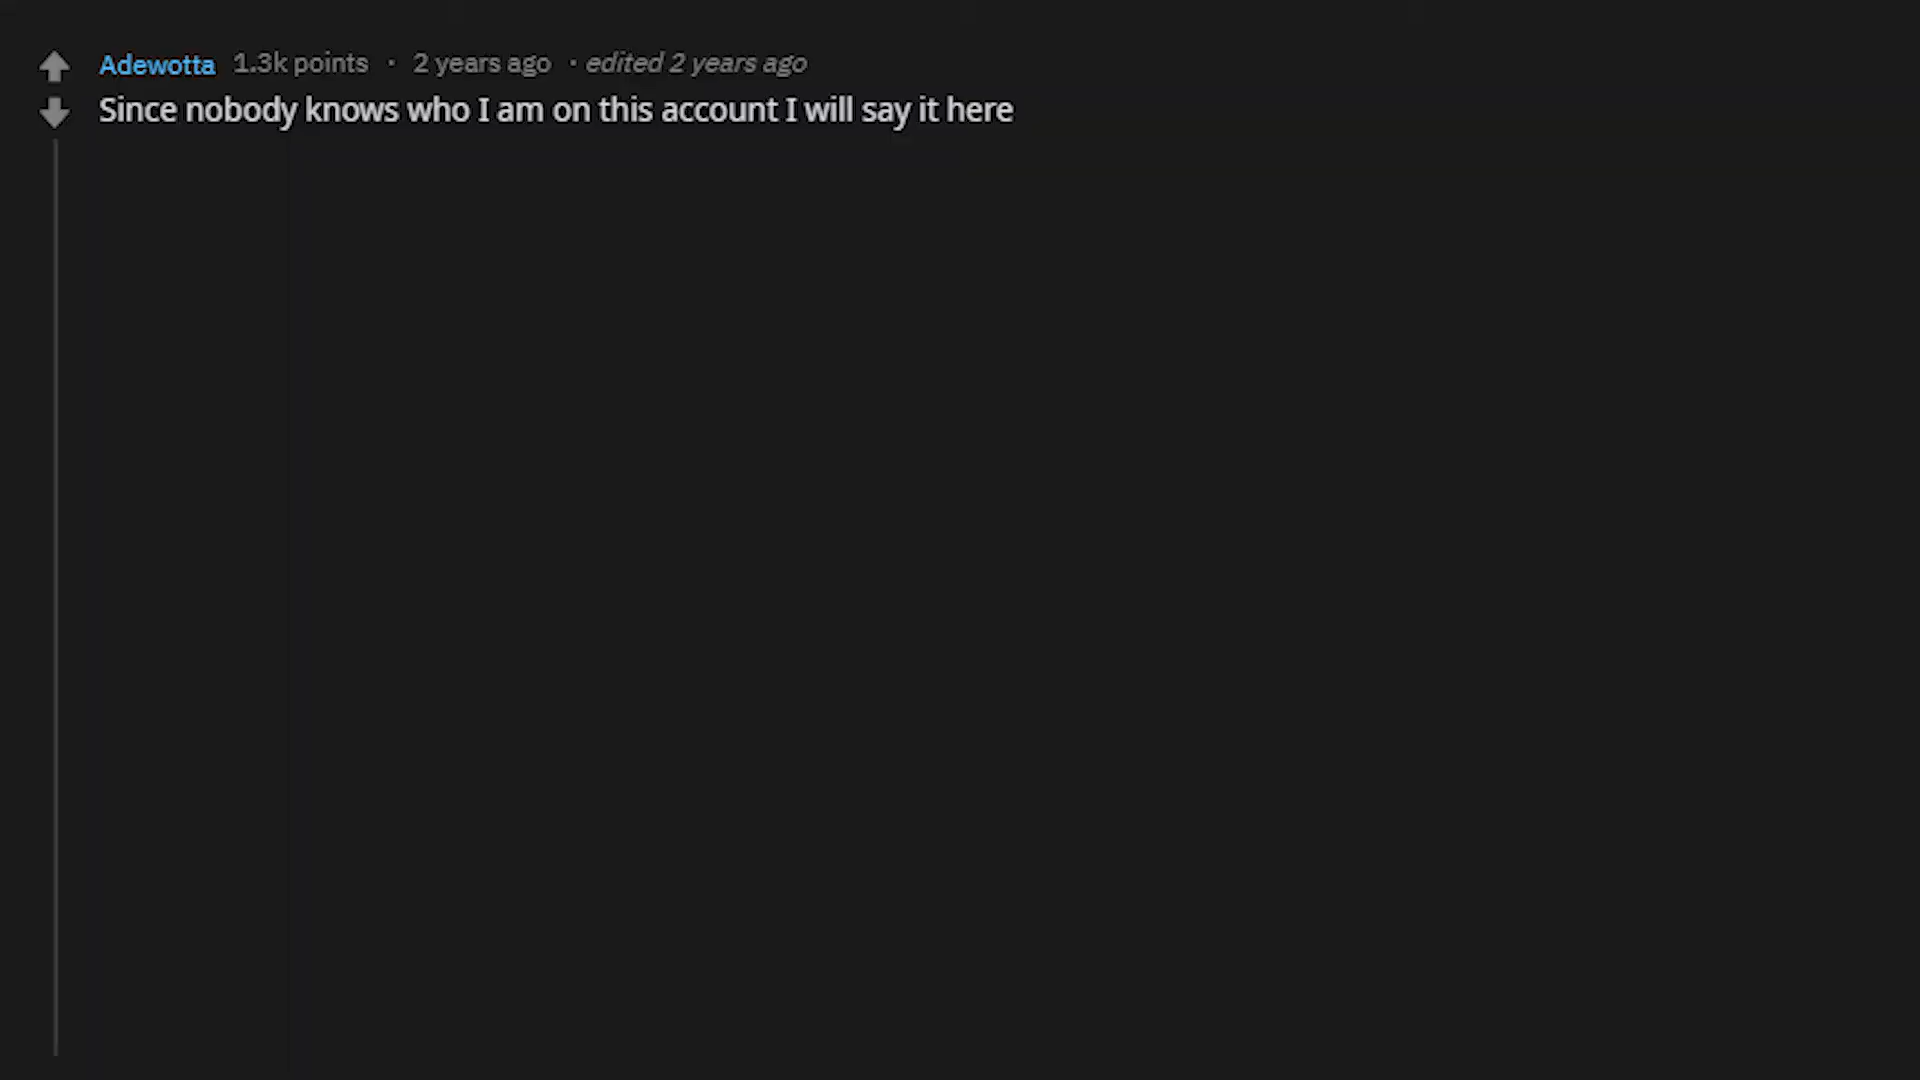 Adewotta 1.3k points · 2 years ago · edited 2 years ago
Since nobody knows who I am on this account I will say it here